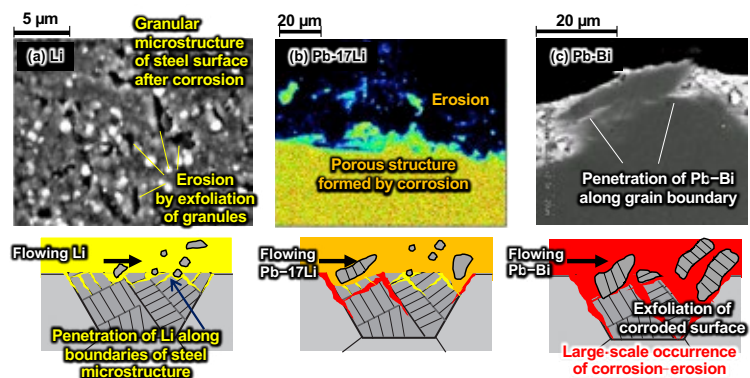 5 μm
(a) Li
Granular
microstructure
of steel surface
after corrosion
Erosion
by exfoliation
of granules
20 μm
(b) Pb-17Li
Erosion
Porous structure
formed by corrosion
20 μm
(c) Pb-Bi
Penetration of Pb-Bi
along grain boundary
Flowing Li
Penetration of Li along
boundaries of steel
microstructure
Flowing
Pb-17Li
Flowing
Pb-Bi
Exfoliation of
corroded surface
Large-scale occurrence
of corrosion-erosion